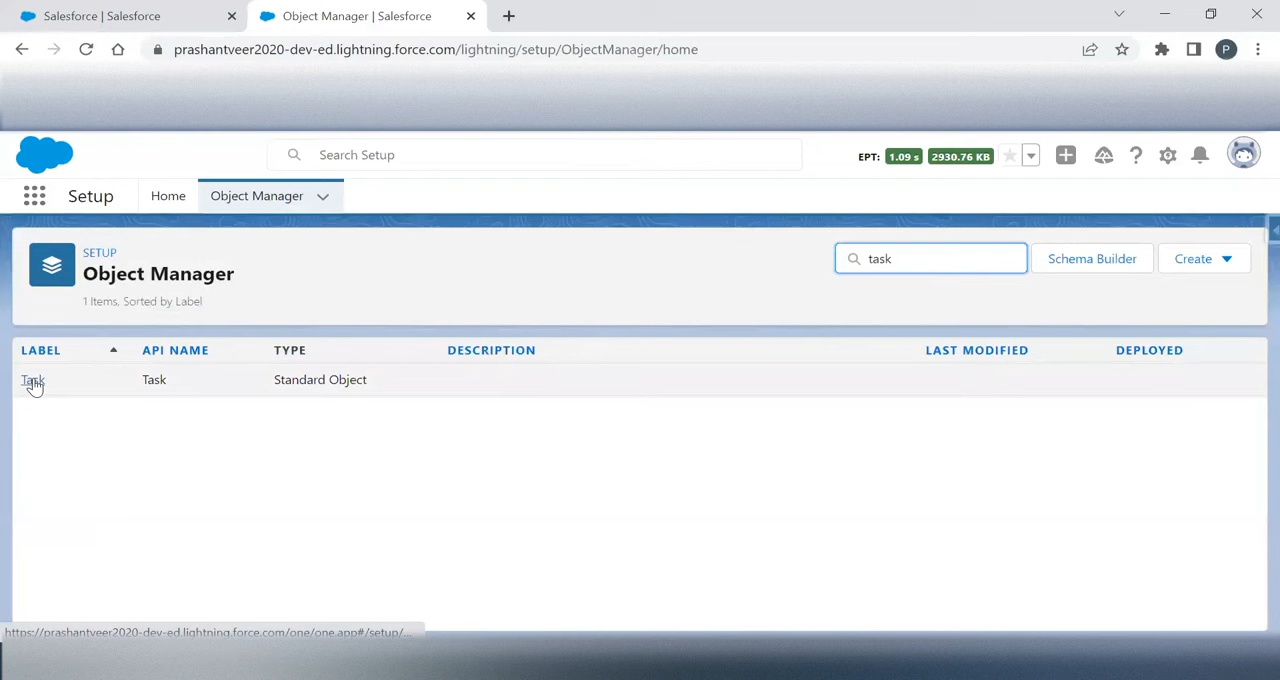 Salesforce | Salesforce
Object Manager | Salesforce
prashantveer2020-dev-ed.lightning.force.com/lightning/setup/ObjectManager/home
P
Search Setup
EPT: 1.09 s 2930.76 KB
Setup Home Object Manager
SETUP
Object Manager
1 Items, Sorted by Label
task
Schema Builder
Create
LABEL API NAME TYPE DESCRIPTION LAST MODIFIED DEPLOYED
Task Task Standard Object
https://prashantveer2020-dev-ed.lightning.force.com/one/one.app#/setup/...